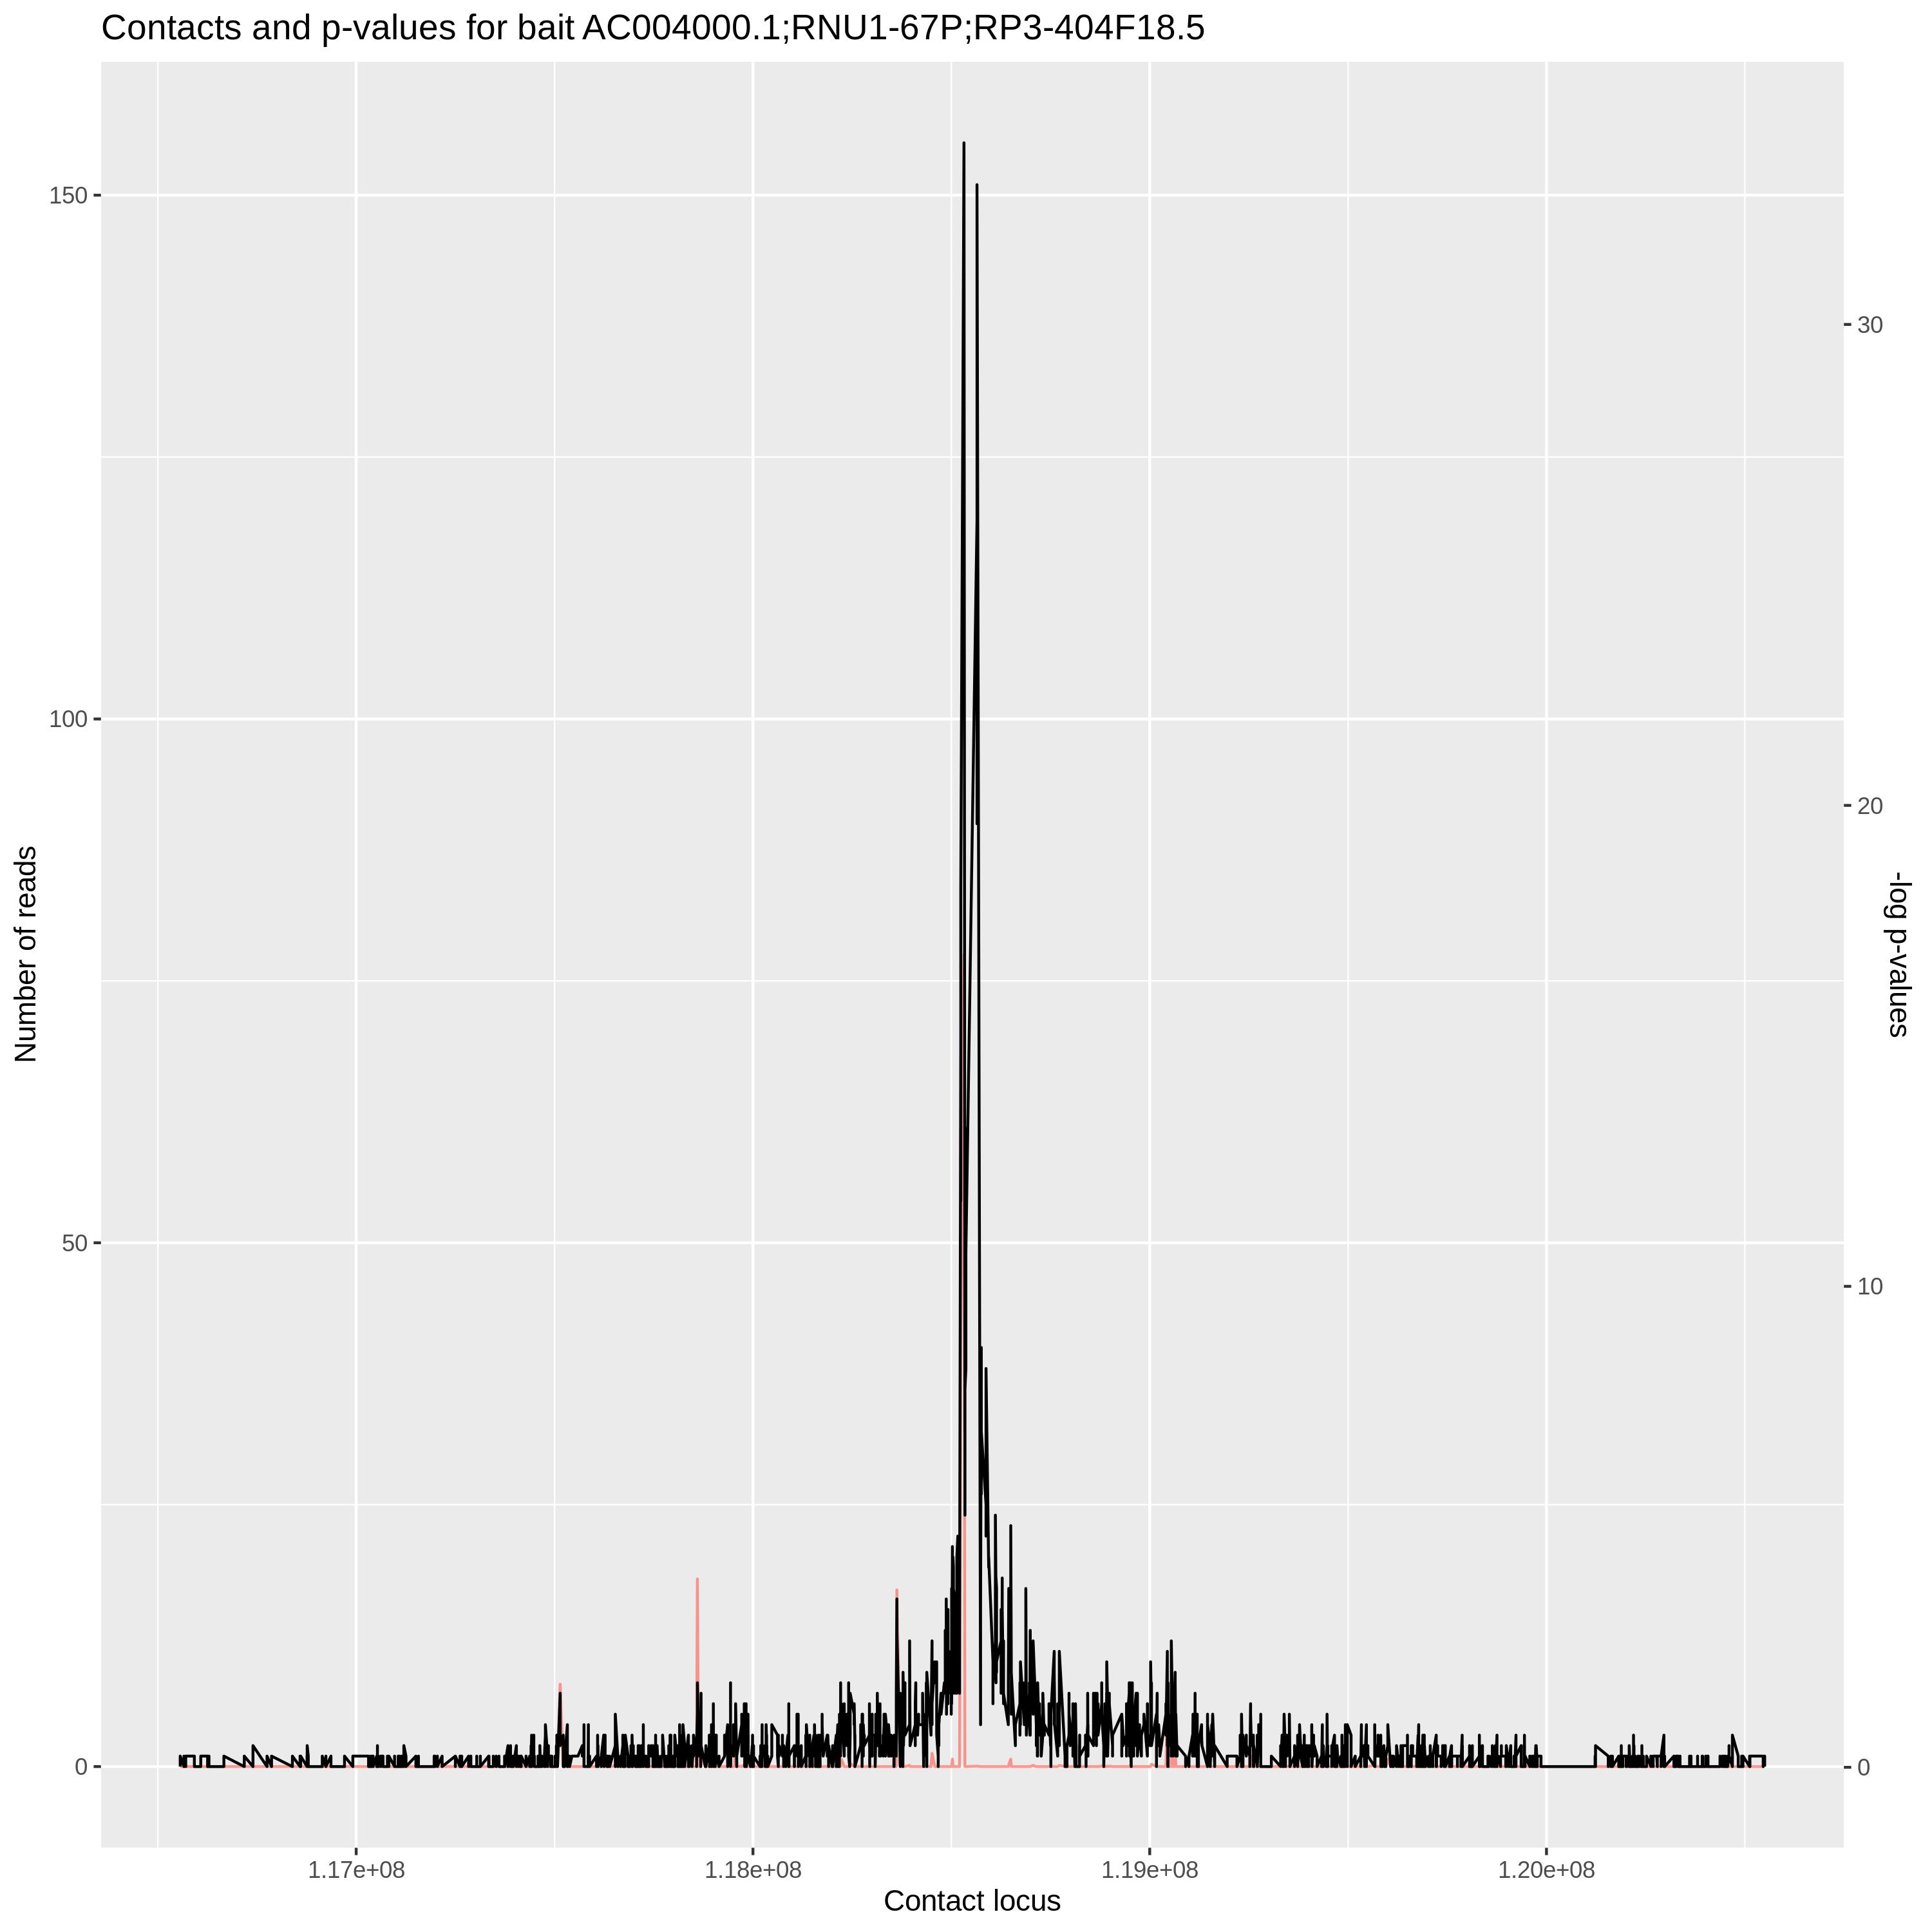 Contacts and p-values for bait AC004000.1;RNU1-67P;RP3-404F18.5
150
100
50
0
Number of reads
30
20
10
0
-log p-values
1.17e+08
1.18e+08
1.19e+08
1.20e+08
Contact locus